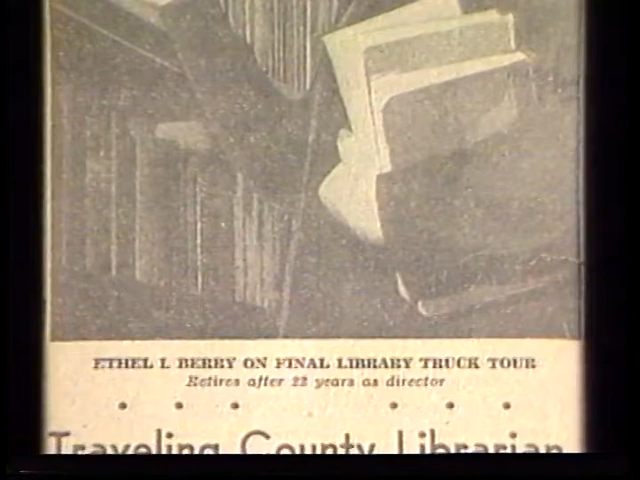 ETHEL I. BERRY ON FINAL LIBRARY TRUCK TOUR
Retires after 22 years as director
Traveling County Librarian